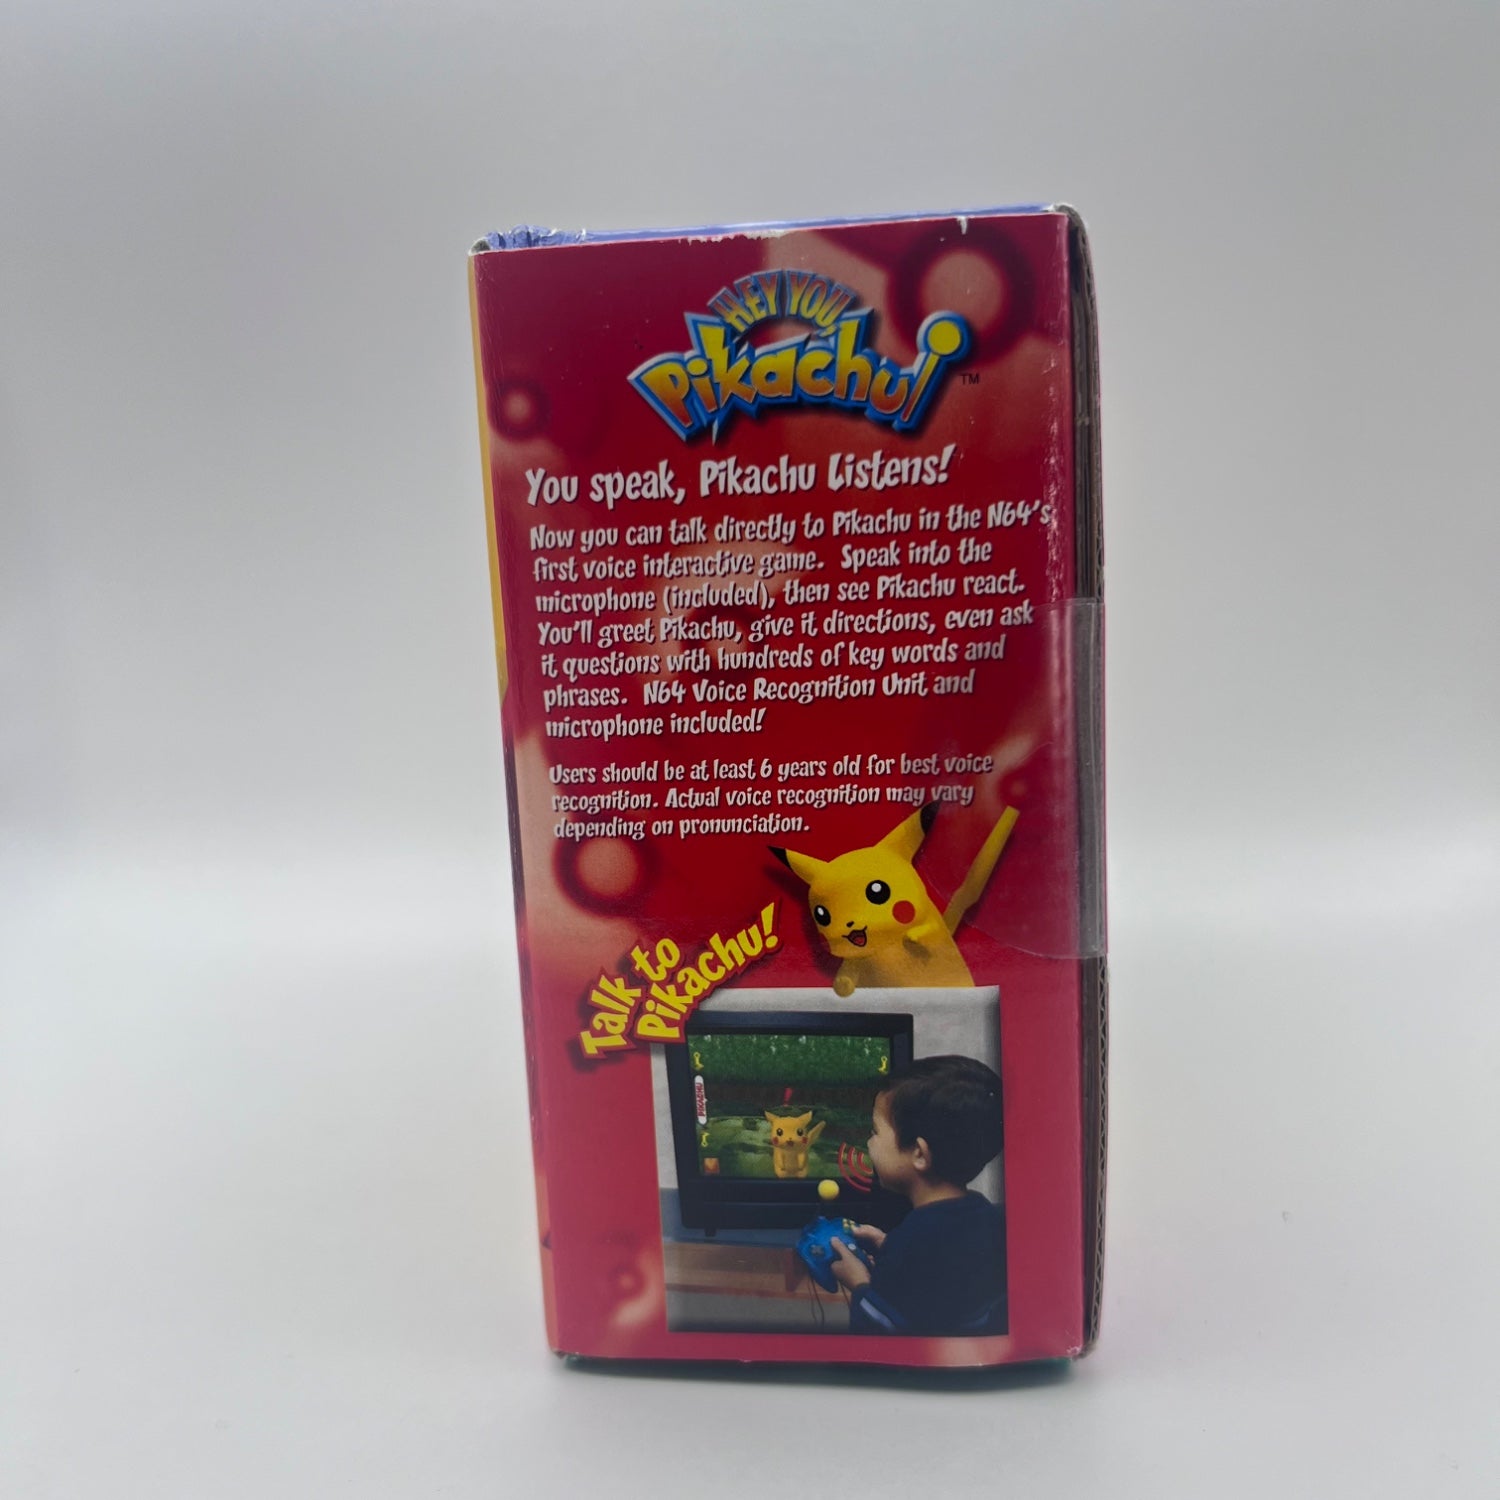 HEY YOU,
Pikachu!
TM
You speak, Pikachu Listens!
Now you can talk directly to Pikachu in the N64's
first voice interactive game. Speak into the
microphone (included), then see Pikachu react.
You'll greet Pikachu, give it directions, even ask
it questions with hundreds of key words and
phrases. N64 Voice Recognition Unit and
microphone included!
Users should be at least 6 years old for best voice
recognition. Actual voice recognition may vary
depending on pronunciation.
Talk to
Pikachu!
PIKACHU